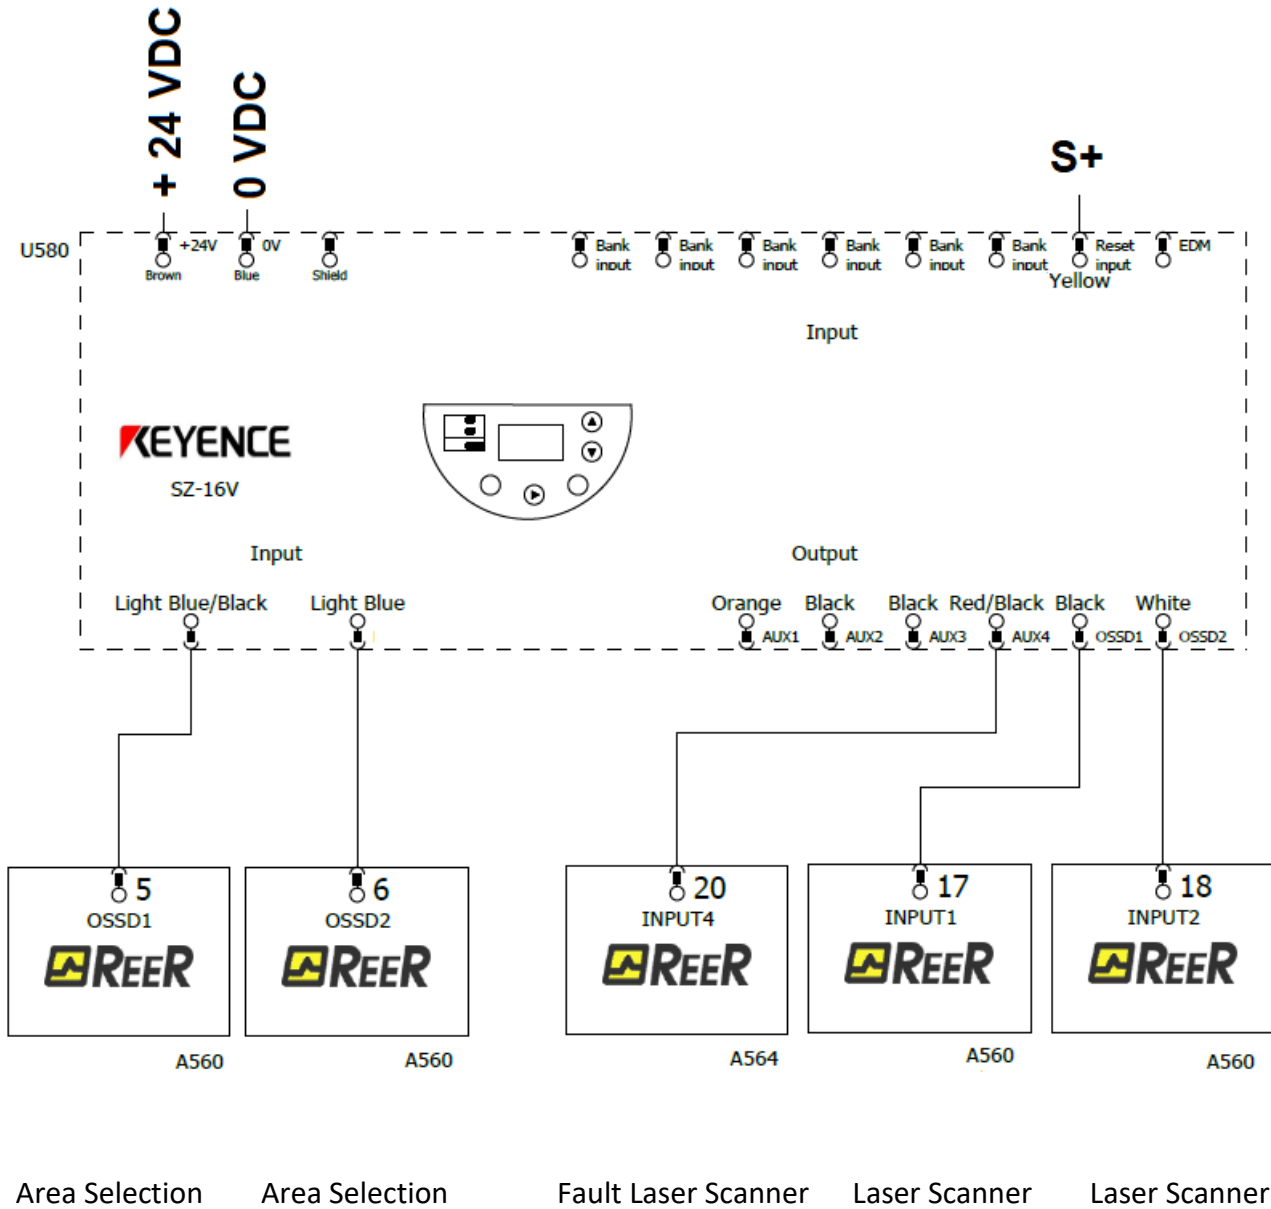 + 24 VDC
0 VDC
S+
U580
+24V
0V
Bank input
Bank input
Bank input
Bank input
Bank input
Bank input
Reset input
EDM
Brown
Blue
Shield
Yellow
Input
KEYENCE
SZ-16V
Input
Output
Light Blue/Black
Light Blue
Orange
Black
Black
Red/Black
Black
White
AUX1
AUX2
AUX3
AUX4
OSSD1
OSSD2
5
6
20
17
18
OSSD1
OSSD2
INPUT4
INPUT1
INPUT2
REER
REER
REER
REER
REER
A560
A560
A564
A560
A560
Area Selection
Area Selection
Fault Laser Scanner
Laser Scanner
Laser Scanner